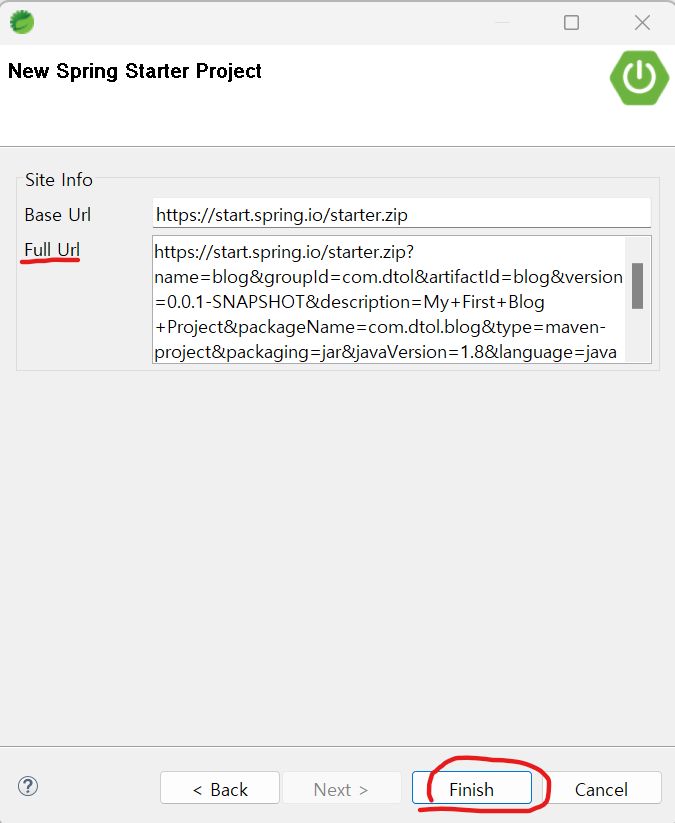 New Spring Starter Project
Site Info
Base Url
https://start.spring.io/starter.zip
Full Url
https://start.spring.io/starter.zip?
name=blog&groupId=com.dtol&artifactId=blog&version
=0.0.1-SNAPSHOT&description=My+First+Blog
+Project&packageName=com.dtol.blog&type=maven-
project&packaging=jar&javaVersion=1.8&language=java
?
< Back
Next >
Finish
Cancel